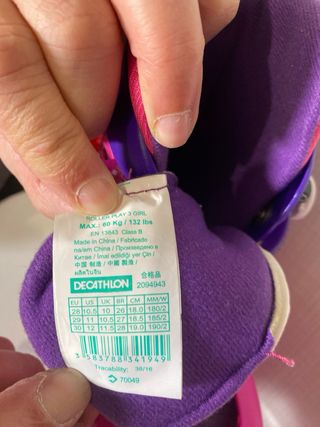 ROLLER PLAY 3 GIRL
MAX.: 60 Kg / 132 lbs
EN 13843 Class B
Made in China / Fabricado
na/em China / Произведено в
Китае / İmal edildiği yer Çin /
中国 制造 / 中國 製造 /
ผลิตในจีน
合格品
DECATHLON 2094943
EU US UK BR CM MM/W
28 10.5 10 26 18.0 180/2
29 11 10.5 27 18.5 185/2
30 12 11.5 28 19.0 190/2
3 583788 341949
Tracability: 38/16
70049